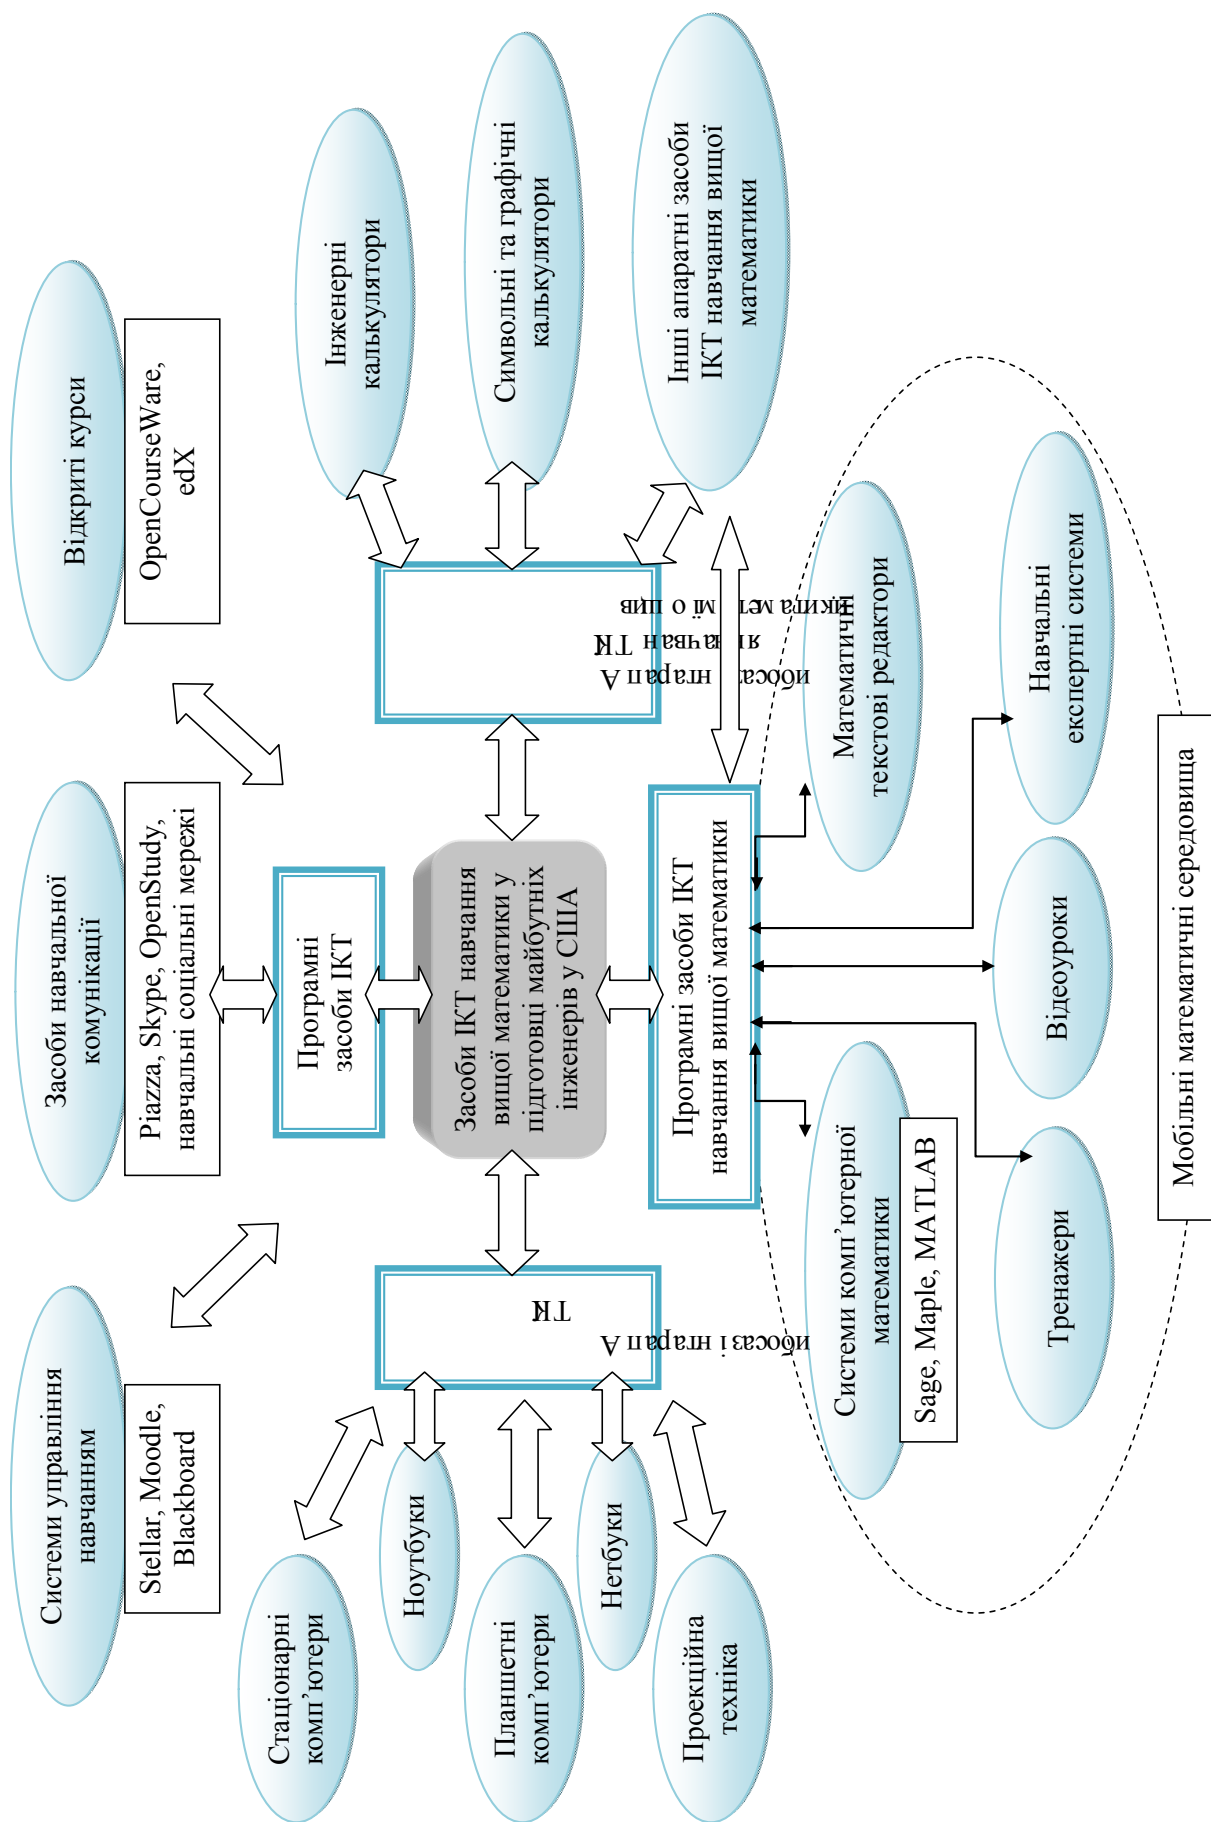 Системи управління
навчанням
Stellar, Moodle,
Blackboard
Засоби навчальної
комунікації
Piazza, Skype, OpenStudy,
навчальні соціальні мережі
Відкриті курси
OpenCourseWare,
edX
Стаціонарні
комп’ютери
Ноутбуки
Планшетні
комп’ютери
Нетбуки
Проекційна
техніка
Програмні
засоби ІКТ
Засоби ІКТ навчання
вищої математики у
підготовці майбутніх
інженерів у США
Програмні засоби ІКТ
навчання вищої математики
Інженерні
калькулятори
Символьні та графічні
калькулятори
Інші апаратні засоби
ІКТ навчання вищої
математики
Системи комп’ютерної
математики
Sage, Maple, MATLAB
Математичні
текстові редактори
Тренажери
Відеоуроки
Навчальні
експертні системи
Мобільні математичні середовища